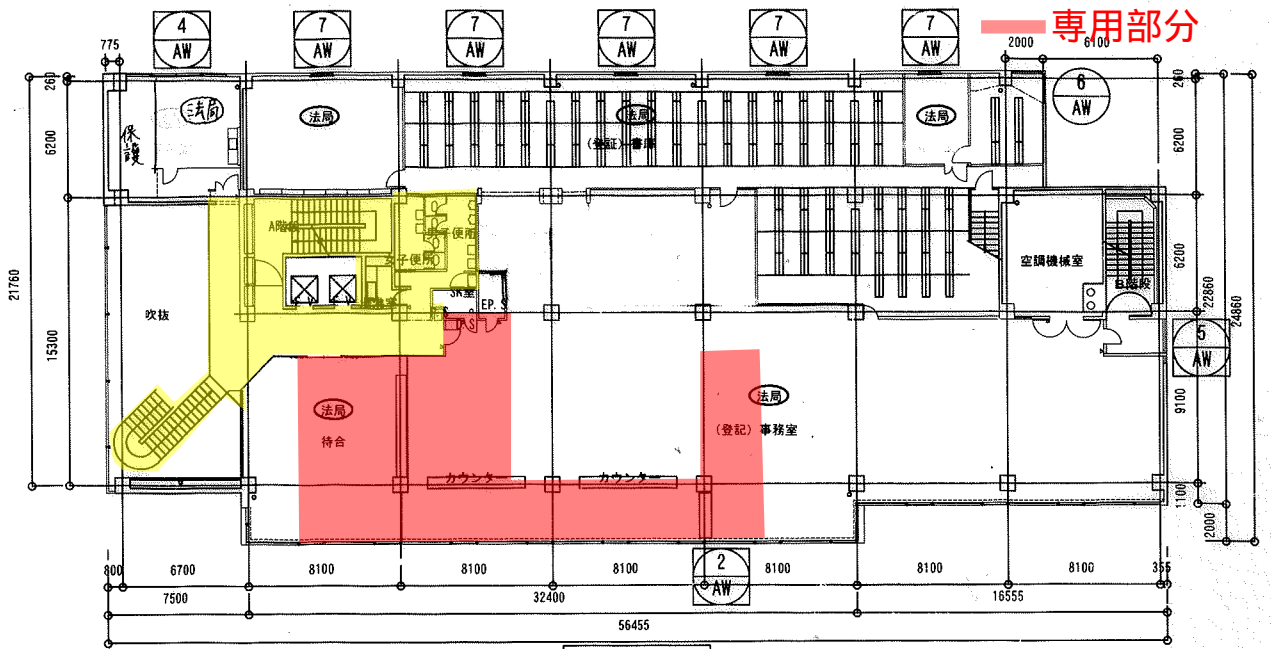 専用部分
4
AW
7
AW
7
AW
7
AW
7
AW
7
AW
775
2000
6100
6
AW
260
6200
法局
保護
法局
法局
(登証)書庫
法局
260
6200
A階段
男子便所
女子便所
SK室
EP.S
P.S
空調機械室
B階段
6200
22860
24860
21760
15300
吹抜
5
AW
9100
法局
待合
法局
(登記)事務室
カウンター
カウンター
1100
2000
2
AW
800
6700
8100
8100
8100
8100
8100
8100
355
7500
32400
16555
56455